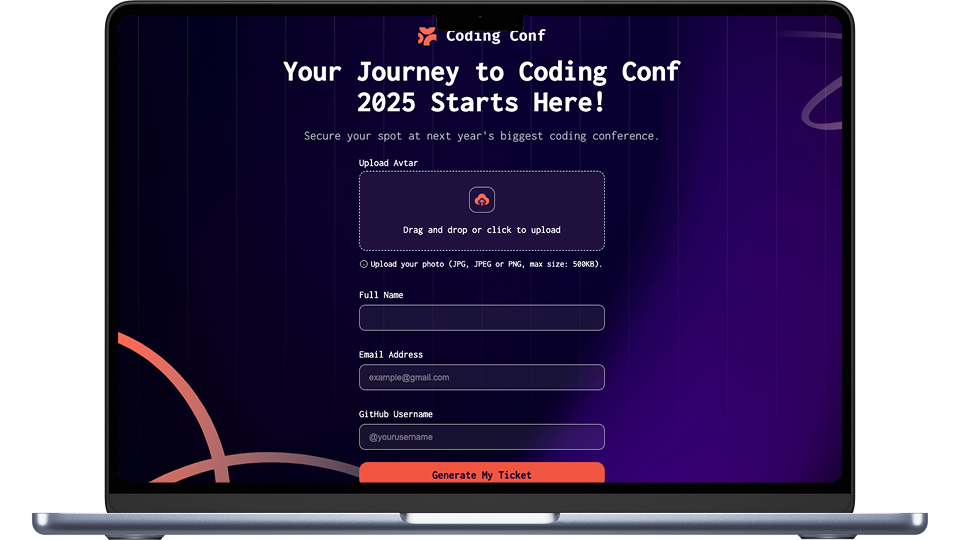 Coding Conf
Your Journey to Coding Conf
2025 Starts Here!
Secure your spot at next year's biggest coding conference.
Upload Avtar
Drag and drop or click to upload
Upload your photo (JPG, JPEG or PNG, max size: 500KB).
Full Name
Email Address
example@gmail.com
GitHub Username
@yourusername
Generate My Ticket